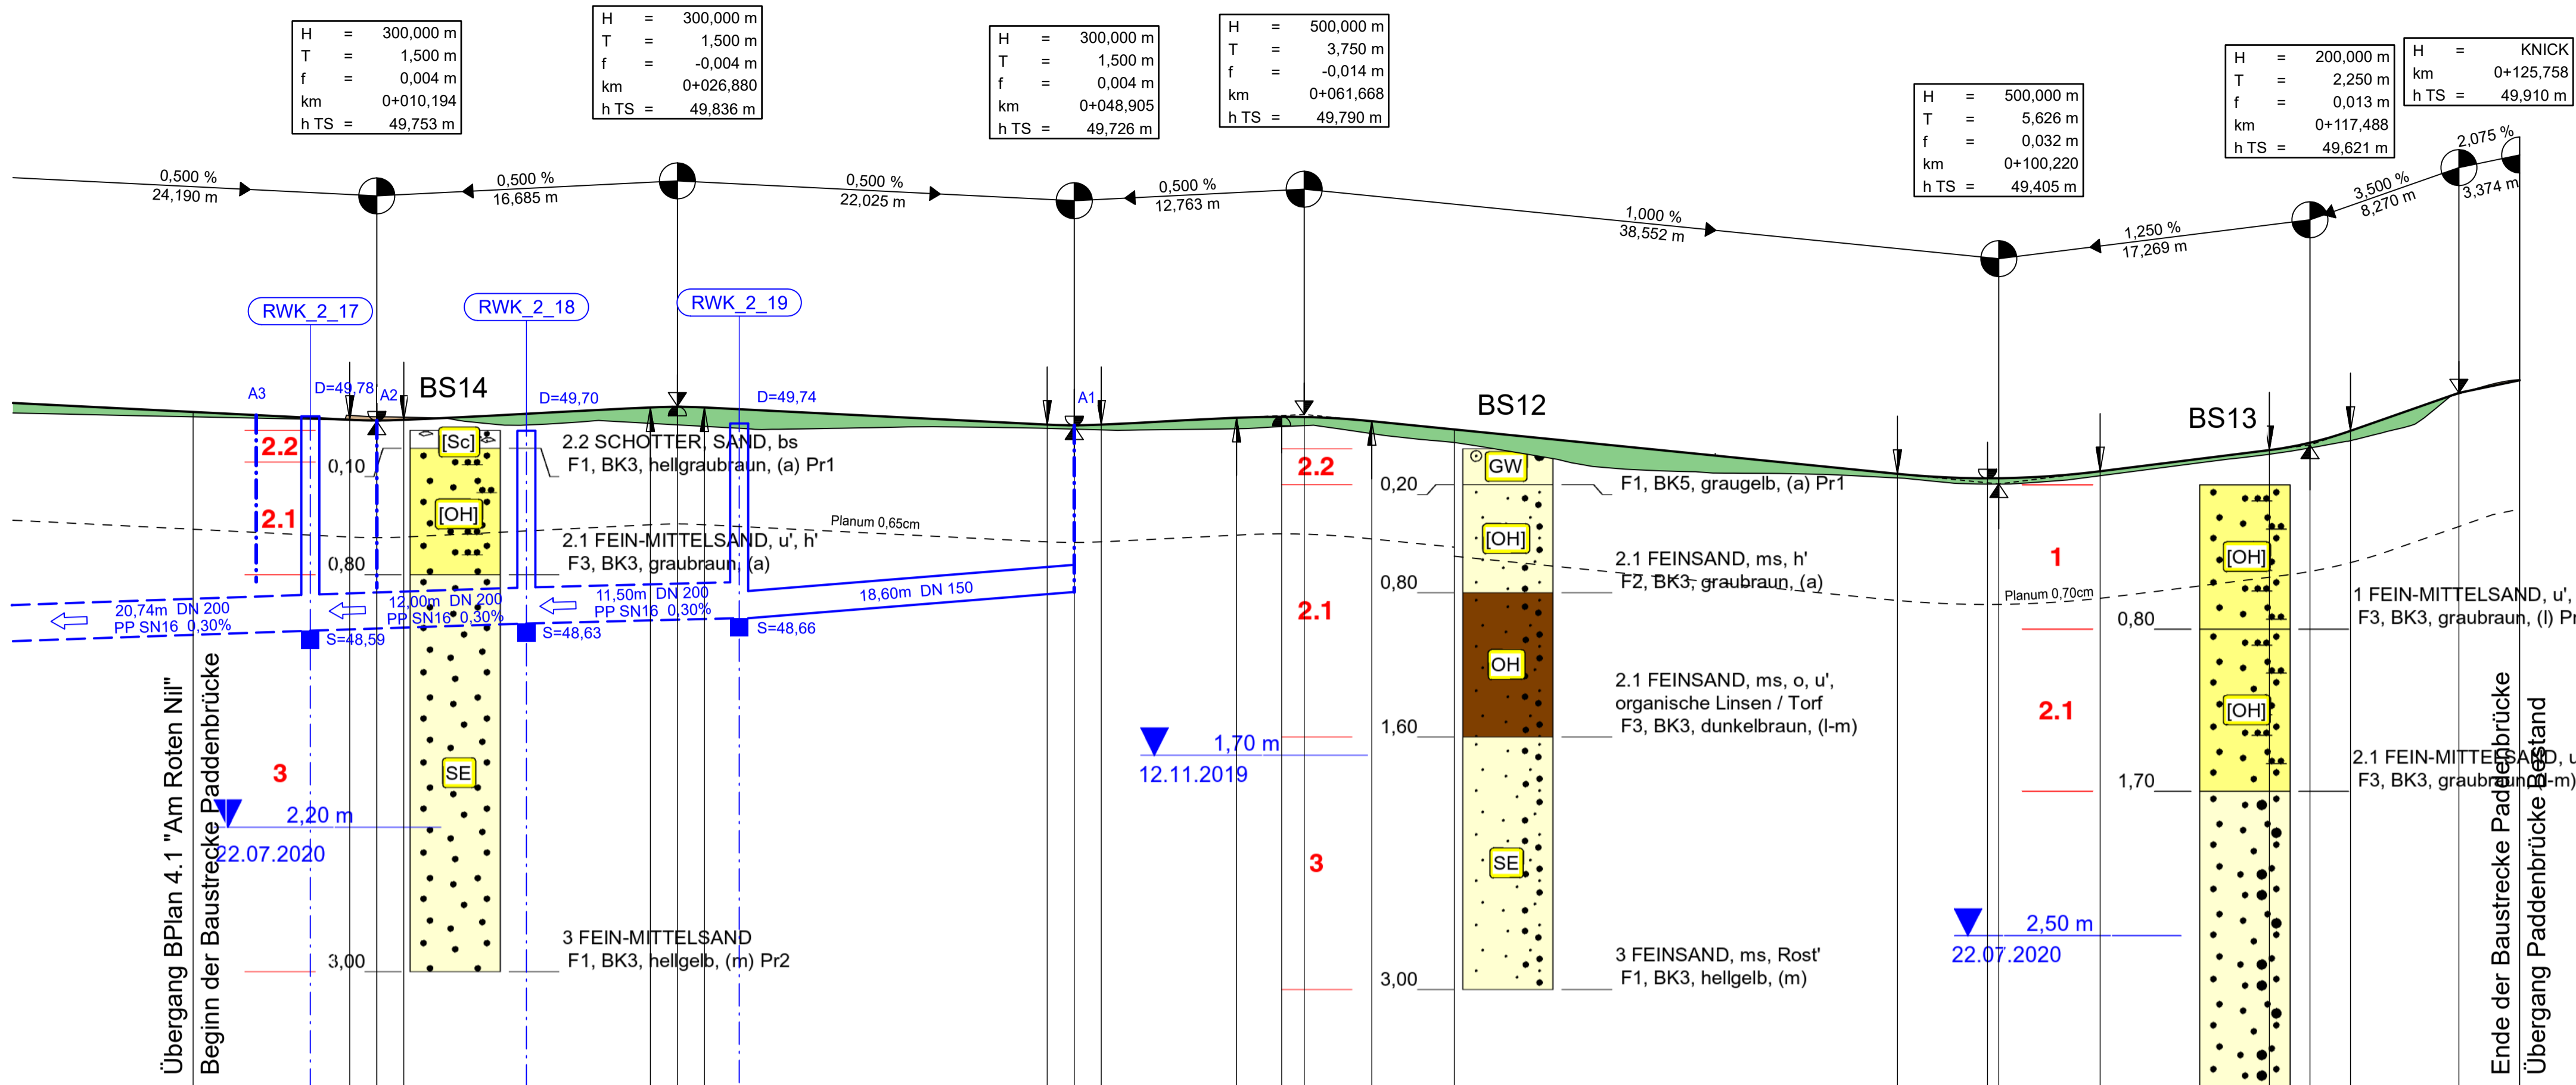 H = 300,000 m
T = 1,500 m
f = 0,004 m
km 0+010,194
h TS = 49,753 m
H = 300,000 m
T = 1,500 m
f = -0,004 m
km 0+026,880
h TS = 49,836 m
H = 300,000 m
T = 1,500 m
f = 0,004 m
km 0+048,905
h TS = 49,726 m
H = 500,000 m
T = 3,750 m
f = -0,014 m
km 0+061,668
h TS = 49,790 m
H = 500,000 m
T = 5,626 m
f = 0,032 m
km 0+100,220
h TS = 49,405 m
H = 200,000 m
T = 2,250 m
f = 0,013 m
km 0+117,488
h TS = 49,621 m
H = KNICK
km 0+125,758
h TS = 49,910 m
0,500 %
24,190 m
0,500 %
16,685 m
0,500 %
22,025 m
0,500 %
12,763 m
1,000 %
38,552 m
1,250 %
17,269 m
3,500 %
8,270 m
2,075 %
3,374 m
RWK_2_17
RWK_2_18
RWK_2_19
A3
D=49,78
A2
BS14
D=49,70
D=49,74
A1
BS12
BS13
2.2
0,10
[Sc]
2.2 SCHOTTER, SAND, bs
F1, BK3, hellgraubraun, (a) Pr1
2.1
[OH]
0,80
2.1 FEIN-MITTELSAND, u', h'
F3, BK3, graubraun, (a)
Planum 0,65cm
20,74m DN 200
PP SN16 0,30%
12,00m DN 200
PP SN16 0,30%
11,50m DN 200
PP SN16 0,30%
18,60m DN 150
S=48,59
S=48,63
S=48,66
3
SE
2,20 m
22.07.2020
3,00
3 FEIN-MITTELSAND
F1, BK3, hellgelb, (m) Pr2
Übergang BPlan 4.1 "Am Roten Nil"
Beginn der Baustrecke Paddenbrücke
2.2
0,20
GW
F1, BK5, graugelb, (a) Pr1
[OH]
2.1 FEINSAND, ms, h'
F2, BK3, graubraun, (a)
0,80
2.1
OH
2.1 FEINSAND, ms, o, u',
organische Linsen / Torf
F3, BK3, dunkelbraun, (l-m)
1,60
1,70 m
12.11.2019
3
SE
3 FEINSAND, ms, Rost'
F1, BK3, hellgelb, (m)
3,00
1
[OH]
Planum 0,70cm
0,80
1 FEIN-MITTELSAND, u',
F3, BK3, graubraun, (l) Pr
2.1
[OH]
1,70
2.1 FEIN-MITTELSAND, u
F3, BK3, graubraun, (l-m)
2,50 m
22.07.2020
Ende der Baustrecke Paddenbrücke
Übergang Paddenbrücke Bestand